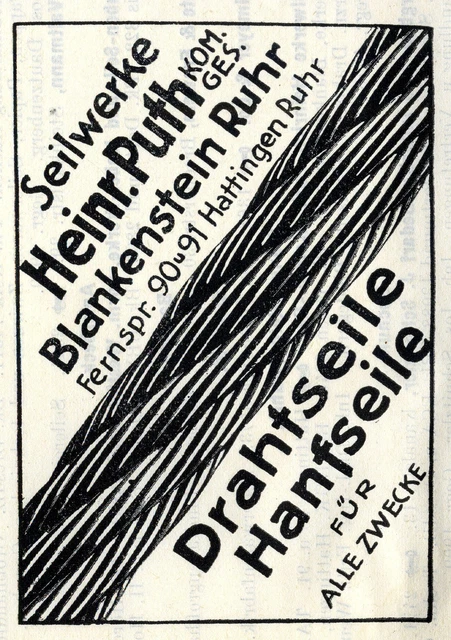 Seilwerke
Heinr. Puth KOM.
GES.
Blankenstein Ruhr
Fernspr. 90 u 91 Hattingen Ruhr
Drahtseile
Hanfseile
FÜR
ALLE ZWECKE